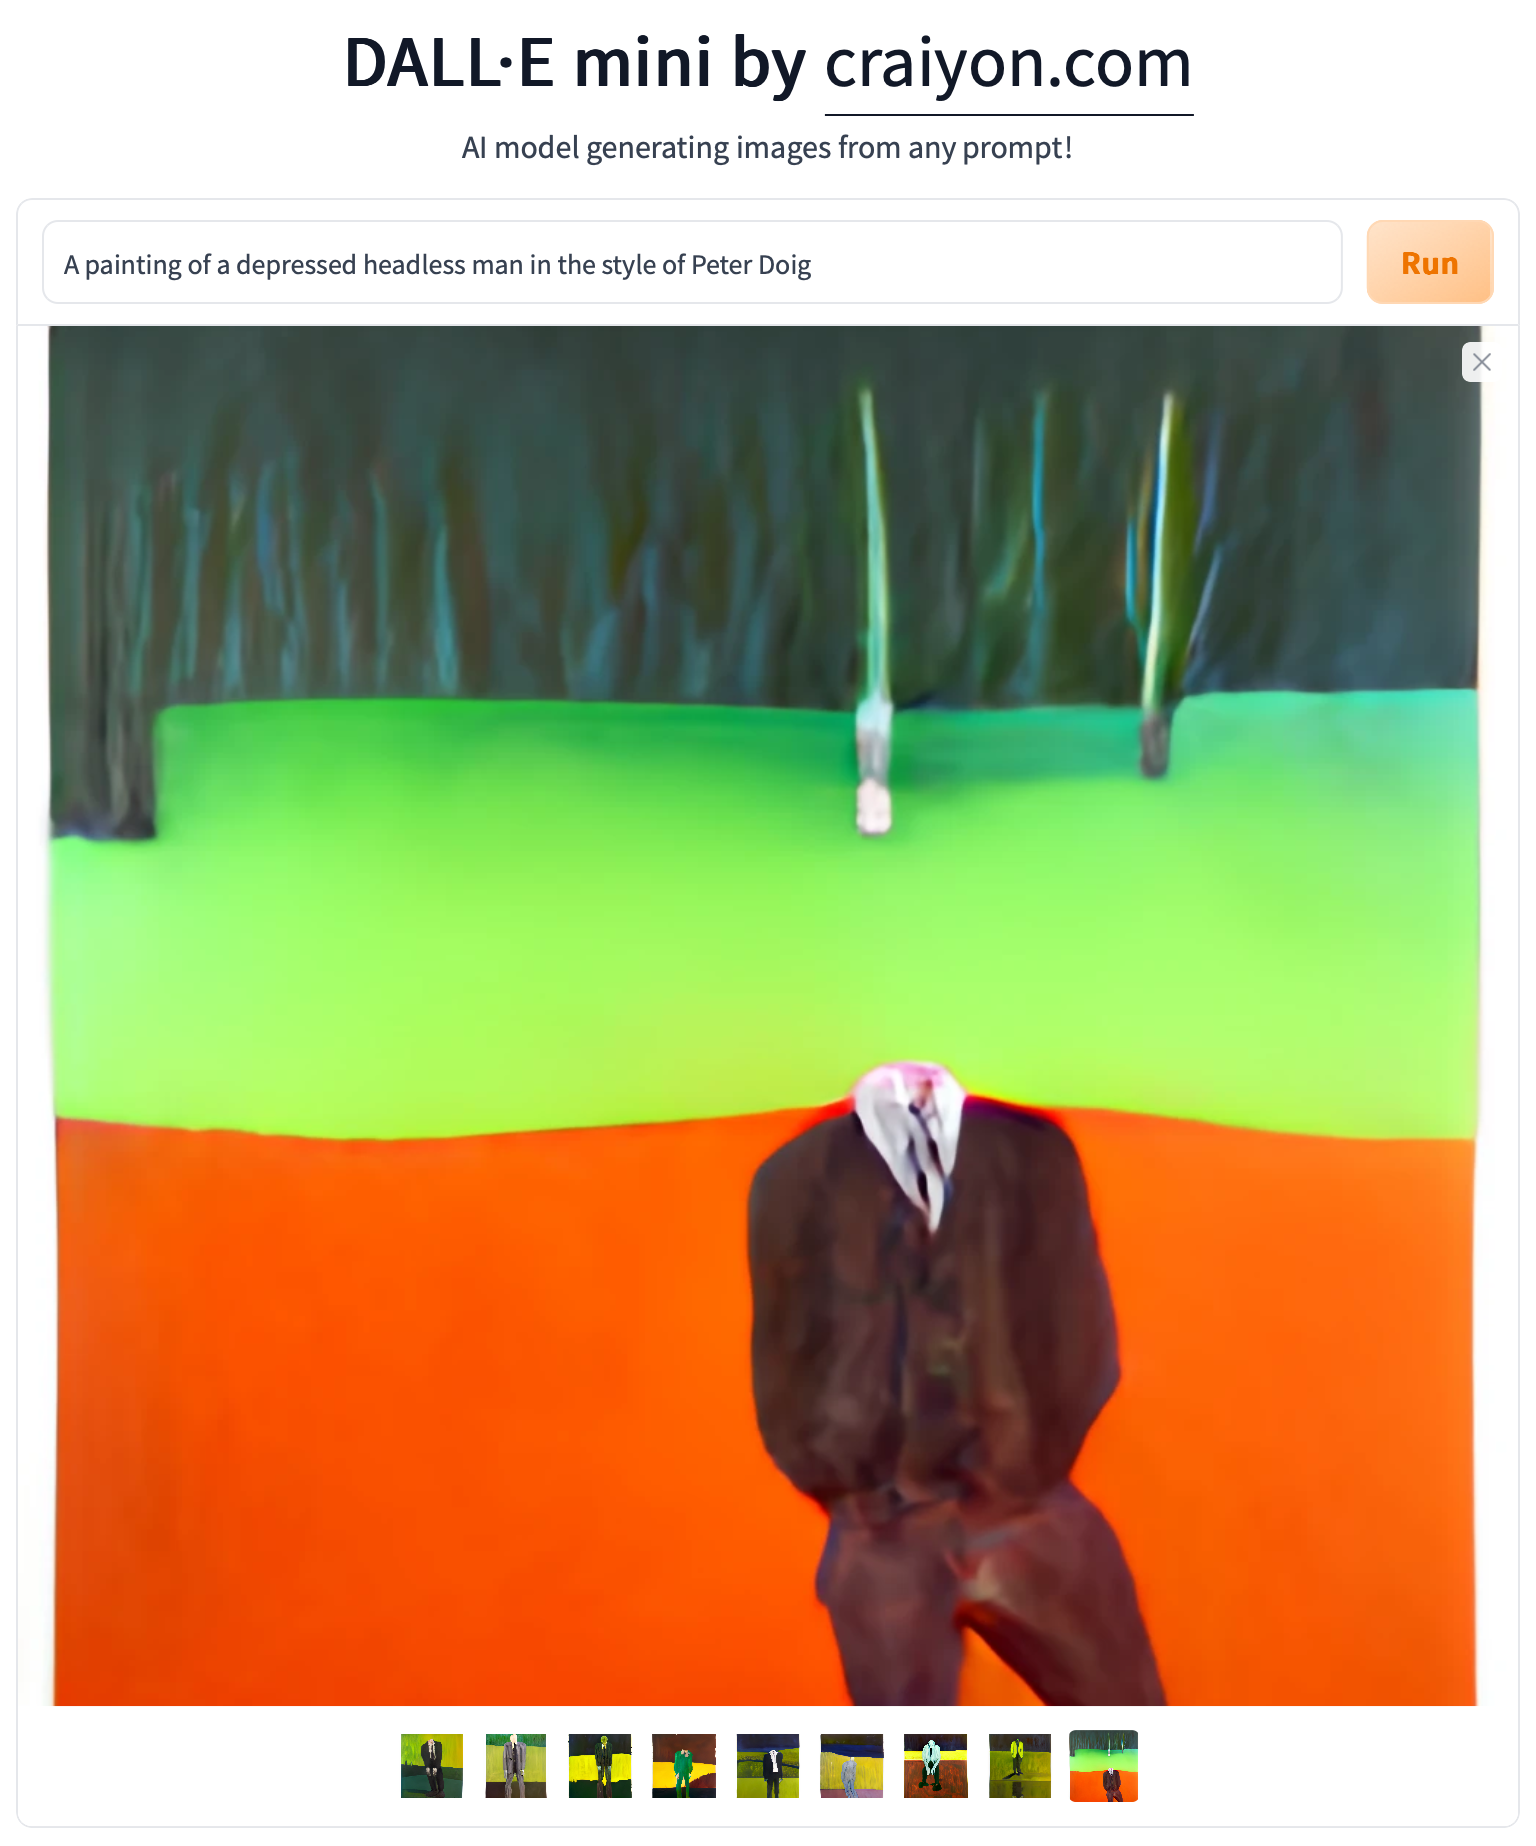 DALL·E mini by craiyon.com
AI model generating images from any prompt!
A painting of a depressed headless man in the style of Peter Doig
Run